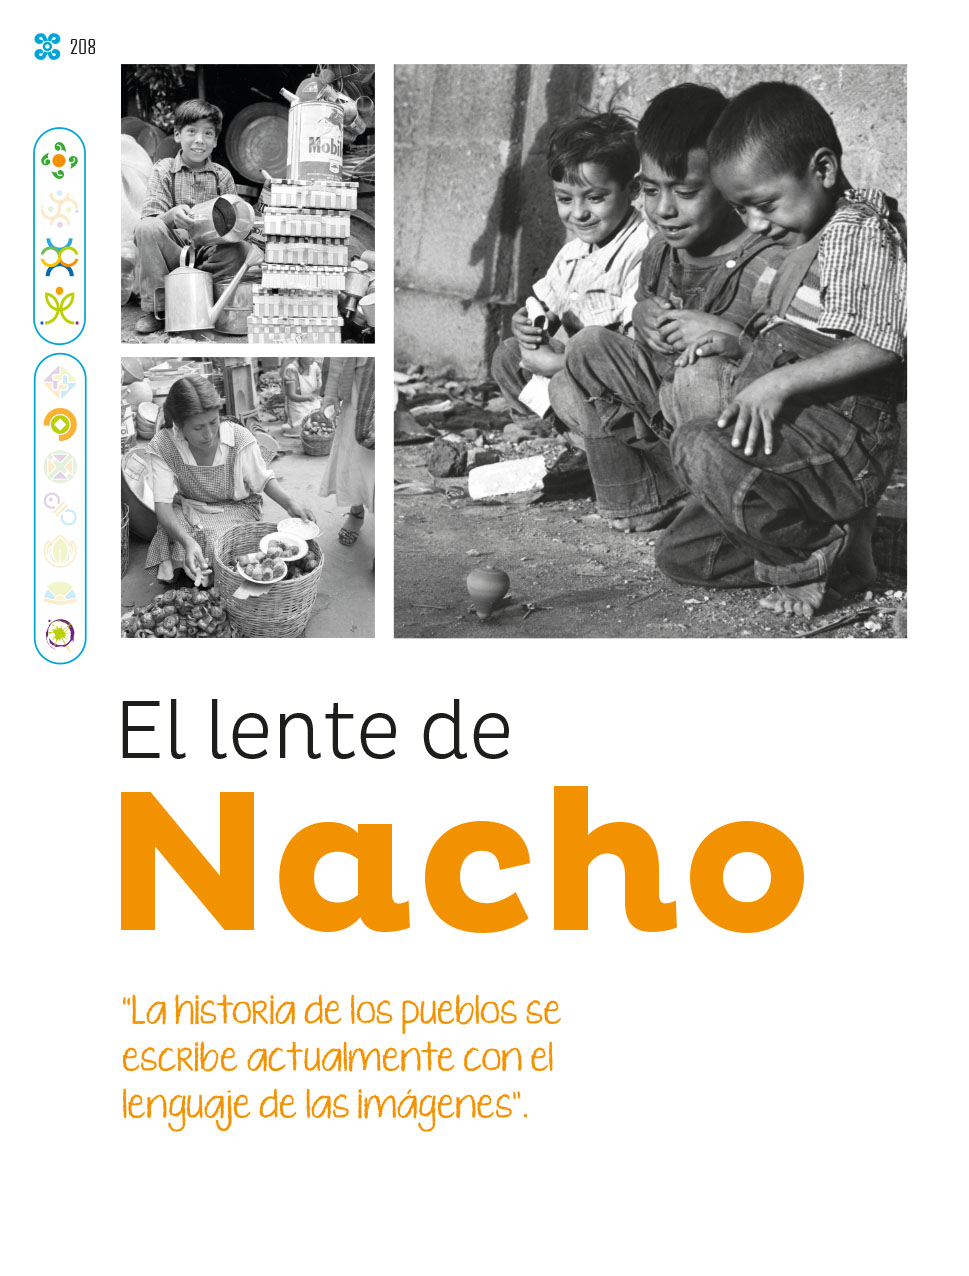 208
Mobil
El lente de
Nacho
"La historia de los pueblos se
escribe actualmente con el
lenguaje de las imágenes".